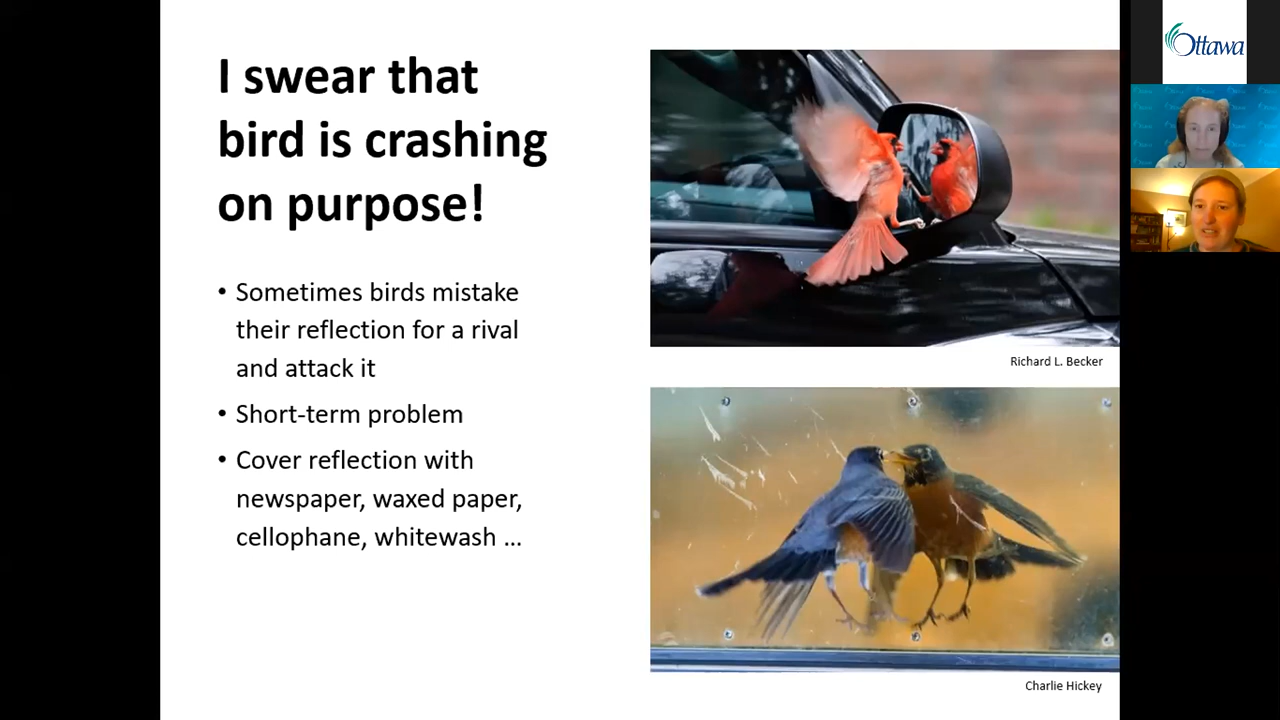 I swear that
bird is crashing
on purpose!
• Sometimes birds mistake
their reflection for a rival
and attack it
• Short-term problem
• Cover reflection with
newspaper, waxed paper,
cellophane, whitewash ...
Richard L. Becker
Charlie Hickey
Ottawa